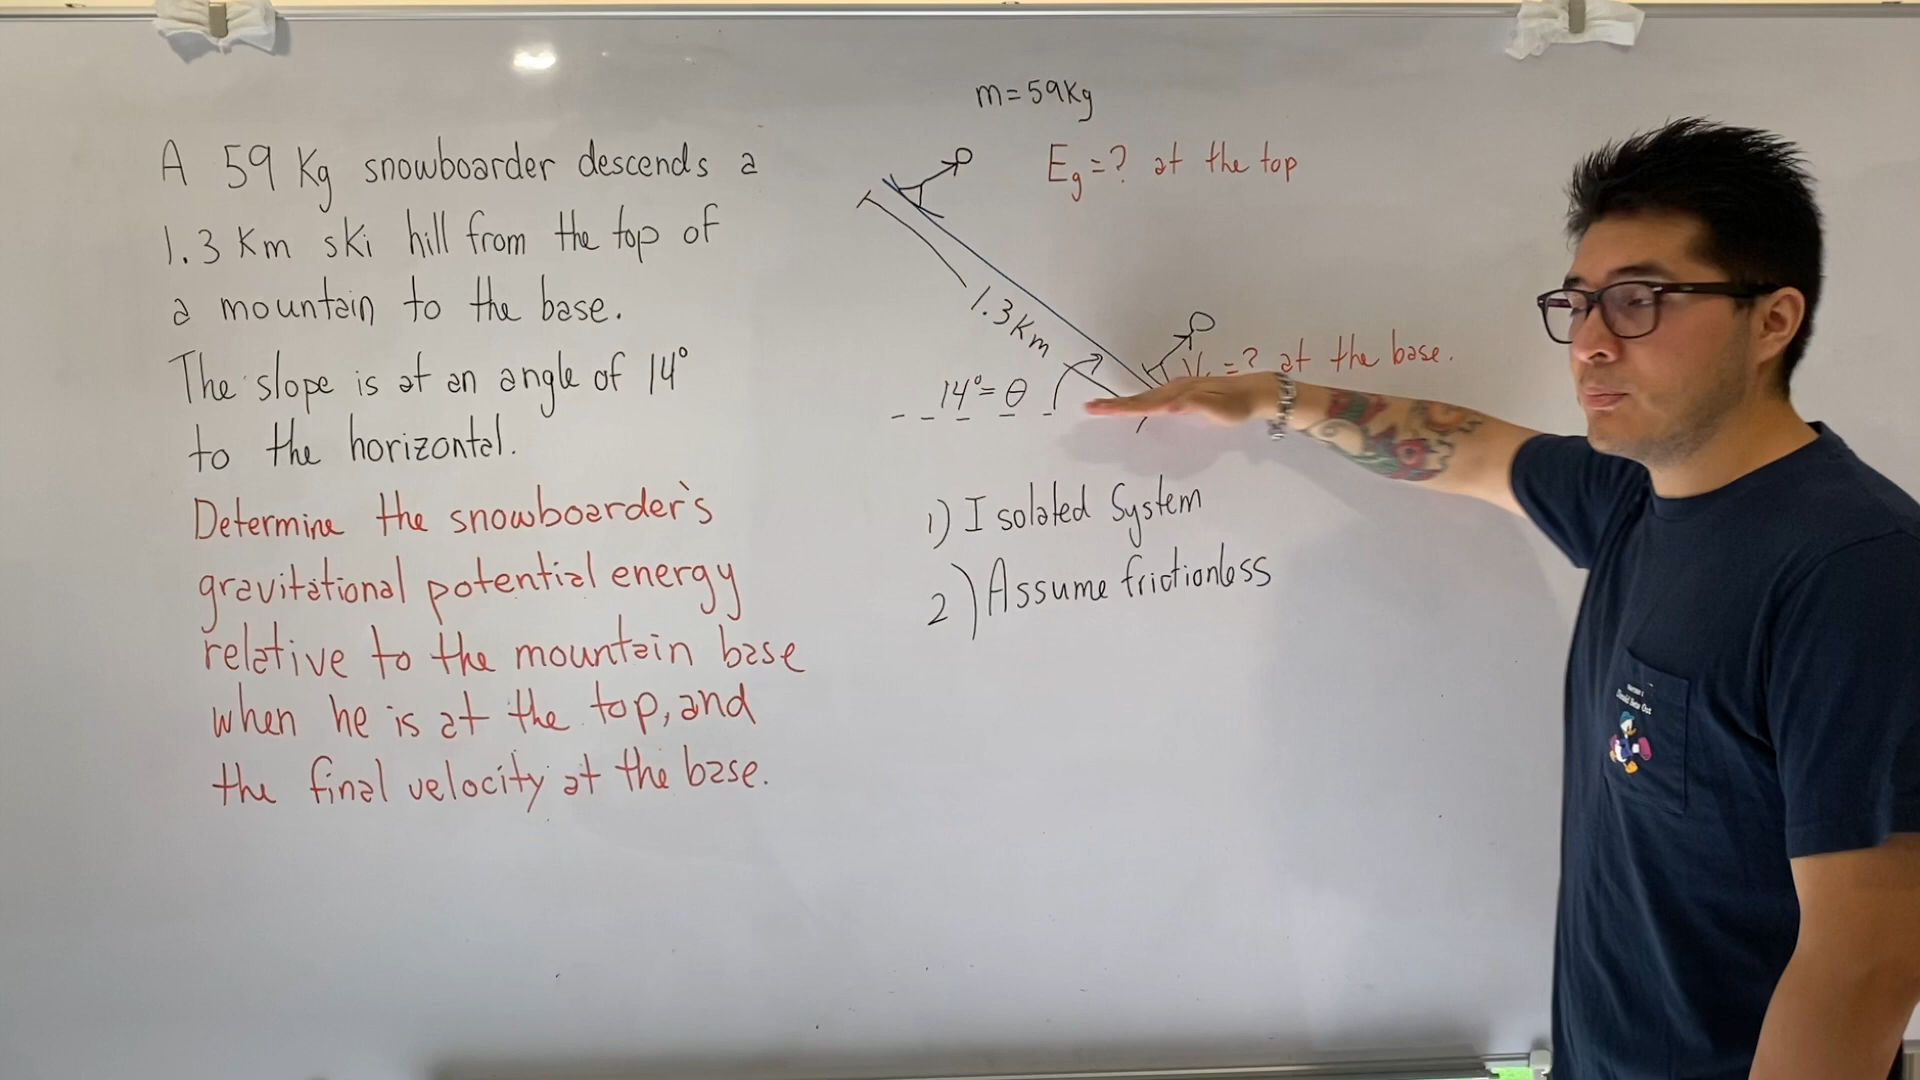 A 59 Kg snowboarder descends a
1.3 Km ski hill from the top of
a mountain to the base.
The slope is at an angle of 14°
to the horizontal.
Determine the snowboarder's
gravitational potential energy
relative to the mountain base
when he is at the top, and
the final velocity at the base.
m=59Kg
Eg=? at the top
1.3 Km
14°=θ
=? at the base.
1) Isolated System
2) Assume frictionless